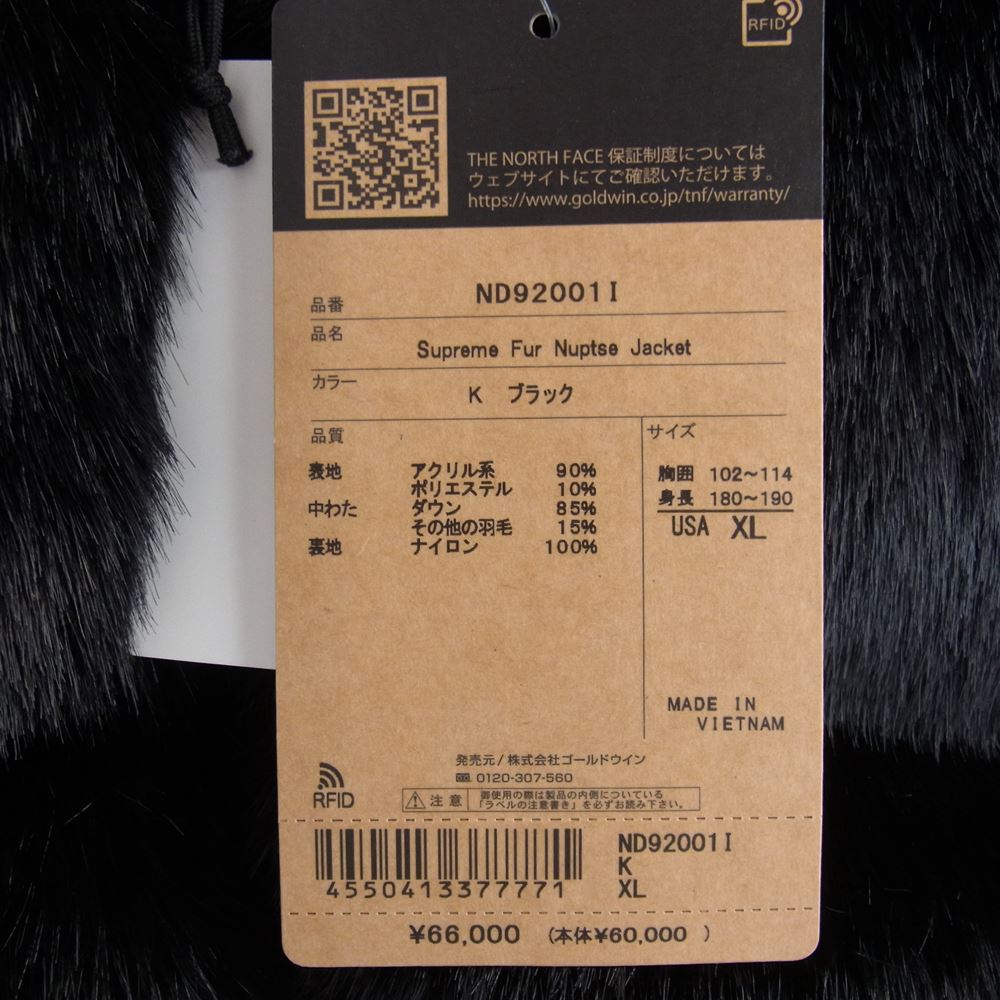 RFID
THE NORTH FACE 保証制度については
ウェブサイトにてご確認いただけます。
https://www.goldwin.co.jp/tnf/warranty/
品番 ND92001I
品名 Supreme Fur Nuptse Jacket
カラー K ブラック
品質
表地 アクリル系 90%
ポリエステル 10%
中わた ダウン 85%
その他の羽毛 15%
裏地 ナイロン 100%
サイズ
胸囲 102~114
身長 180~190
USA XL
MADE IN
VIETNAM
発売元/株式会社ゴールドウイン
0120-307-560
RFID
注意 御使用の際は製品の内側についている
「ラベルの注意書き」を必ずお読み下さい。
4550413377771
ND92001I
K
XL
¥66,000 (本体¥60,000 )